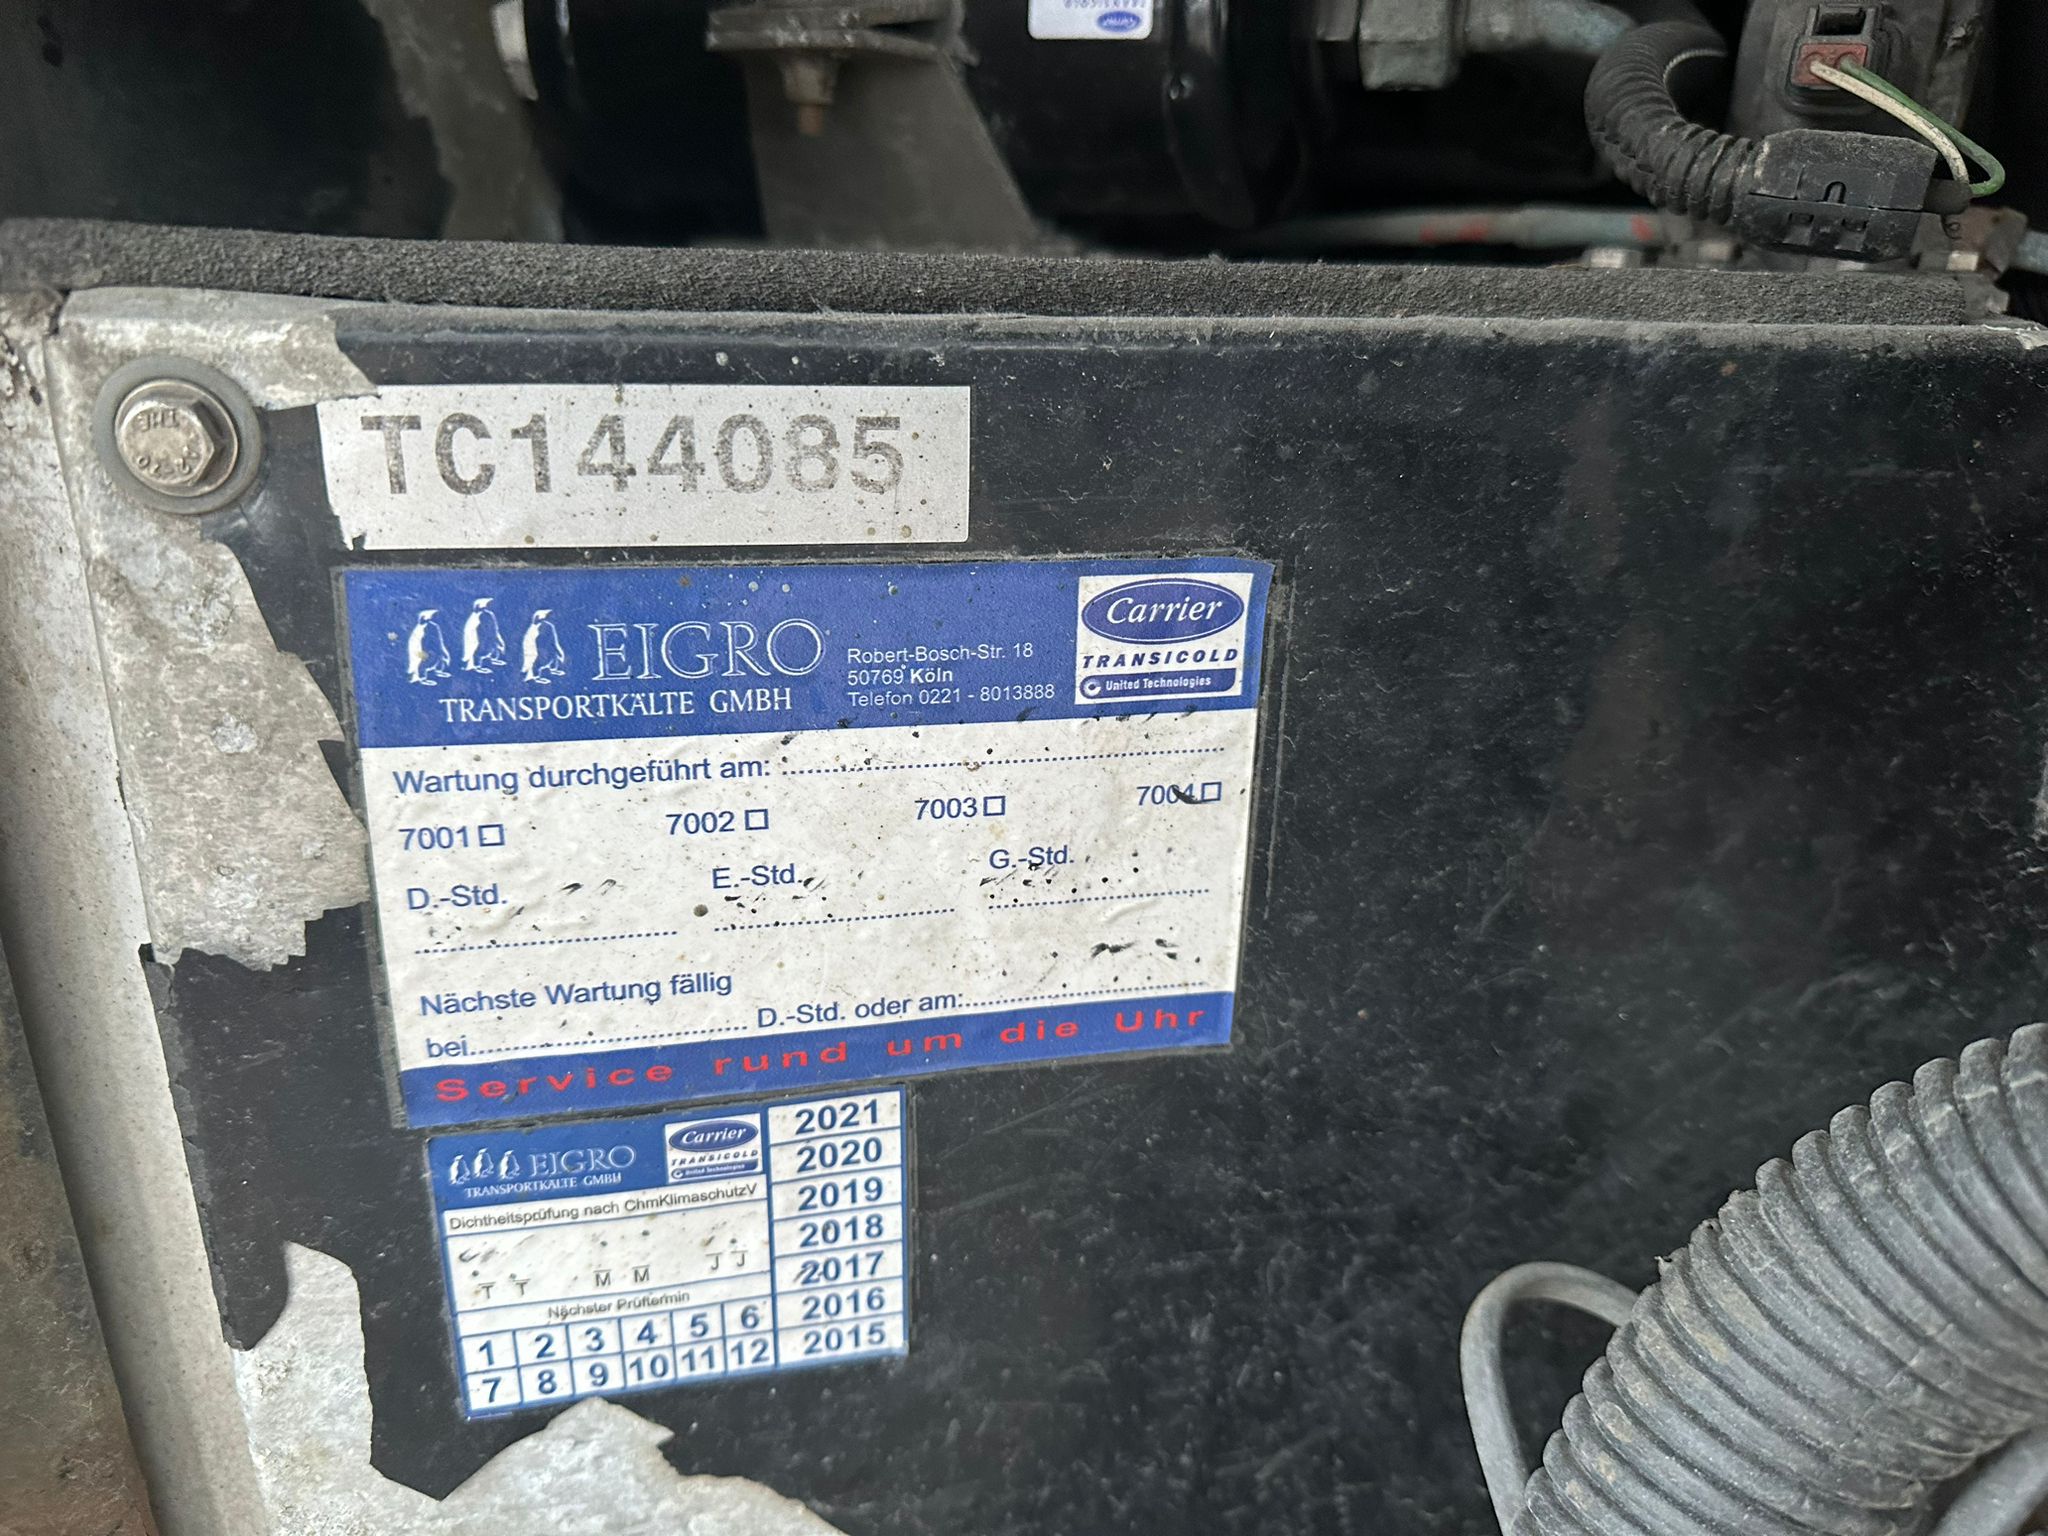 TC144085
EIGRO
TRANSPORTKÄLTE GMBH
Robert-Bosch-Str. 18
50769 Köln
Telefon 0221 - 8013888
Carrier
TRANSICOLD
United Technologies
Wartung durchgeführt am:
7001 7002 7003 7004
D.-Std. E.-Std. G.-Std.
Nächste Wartung fällig
bei D.-Std. oder am:
Service rund um die Uhr
EIGRO
TRANSPORTKÄLTE GMBH
Carrier
TRANSICOLD
United Technologies
Dichtheitsprüfung nach ChmKlimaschutzV
T T M M J J
Nächster Prüftermin
1 2 3 4 5 6
7 8 9 10 11 12
2021
2020
2019
2018
2017
2016
2015